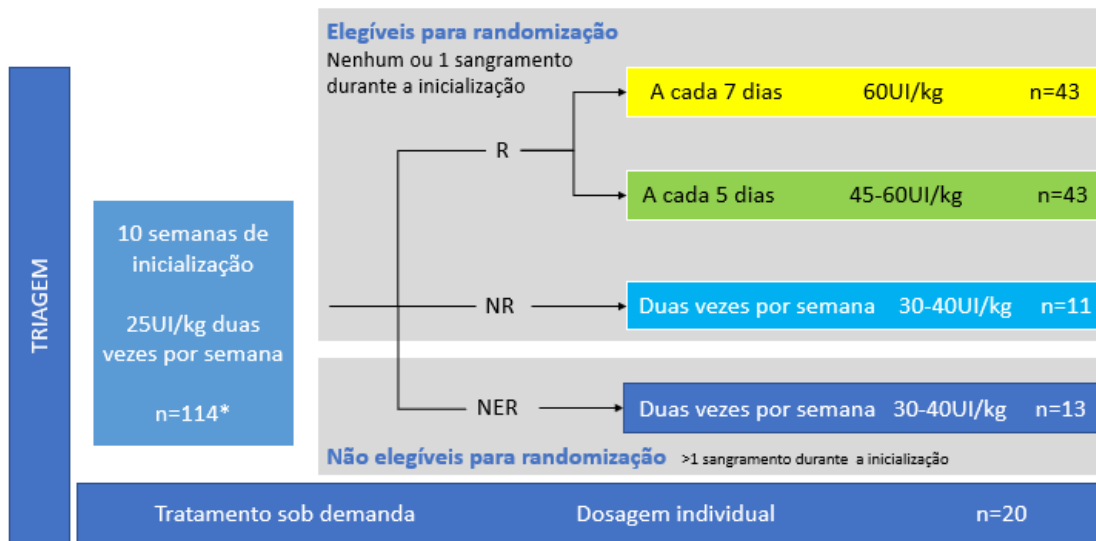 TRIAGEM
10 semanas de
inicialização
25UI/kg duas
vezes por semana
n=114*
Elegíveis para randomização
Nenhum ou 1 sangramento
durante a inicialização
R
A cada 7 dias 60UI/kg n=43
A cada 5 dias 45-60UI/kg n=43
NR
Duas vezes por semana 30-40UI/kg n=11
NER
Duas vezes por semana 30-40UI/kg n=13
Não elegíveis para randomização >1 sangramento durante a inicialização
Tratamento sob demanda Dosagem individual n=20